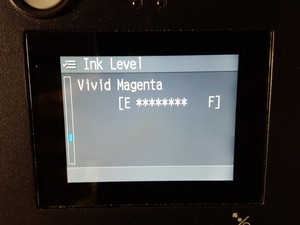 Ink Level
Vivid Magenta
[E ******** F]